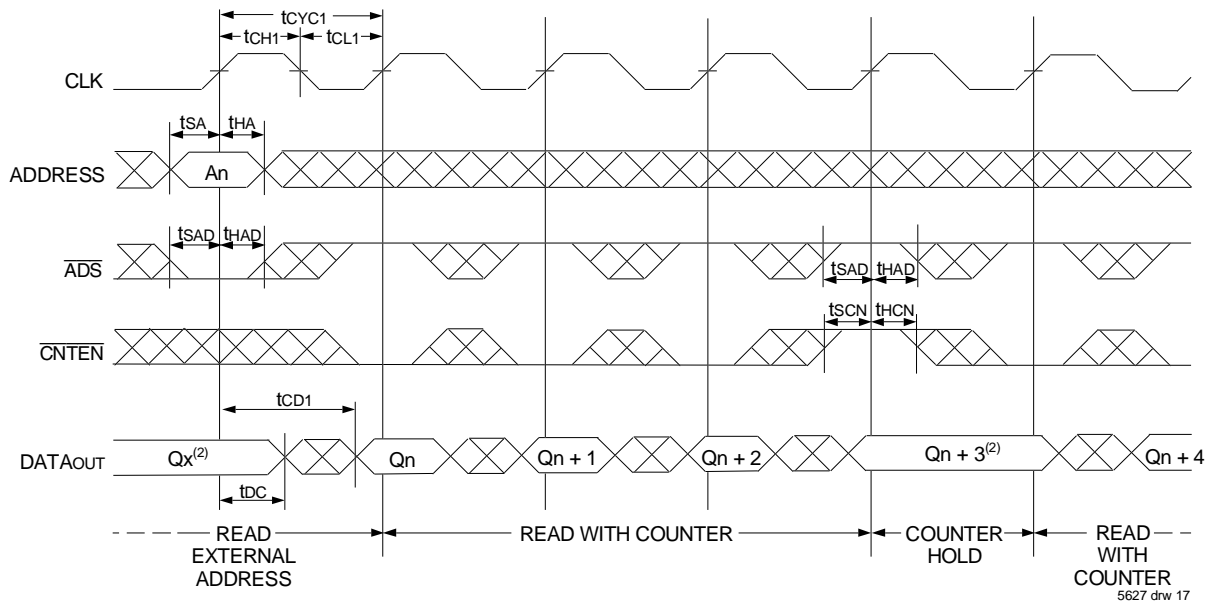 tCYC1
tCH1 tCL1
CLK
tSA tHA
ADDRESS An
tSAD tHAD
ADS tSAD tHAD
tSCN tHCN
CNTEN
tCD1
DATAOUT Qx(2) Qn Qn + 1 Qn + 2 Qn + 3(2) Qn + 4
tDC
READ EXTERNAL ADDRESS
READ WITH COUNTER
COUNTER HOLD
READ WITH COUNTER
5627 drw 17